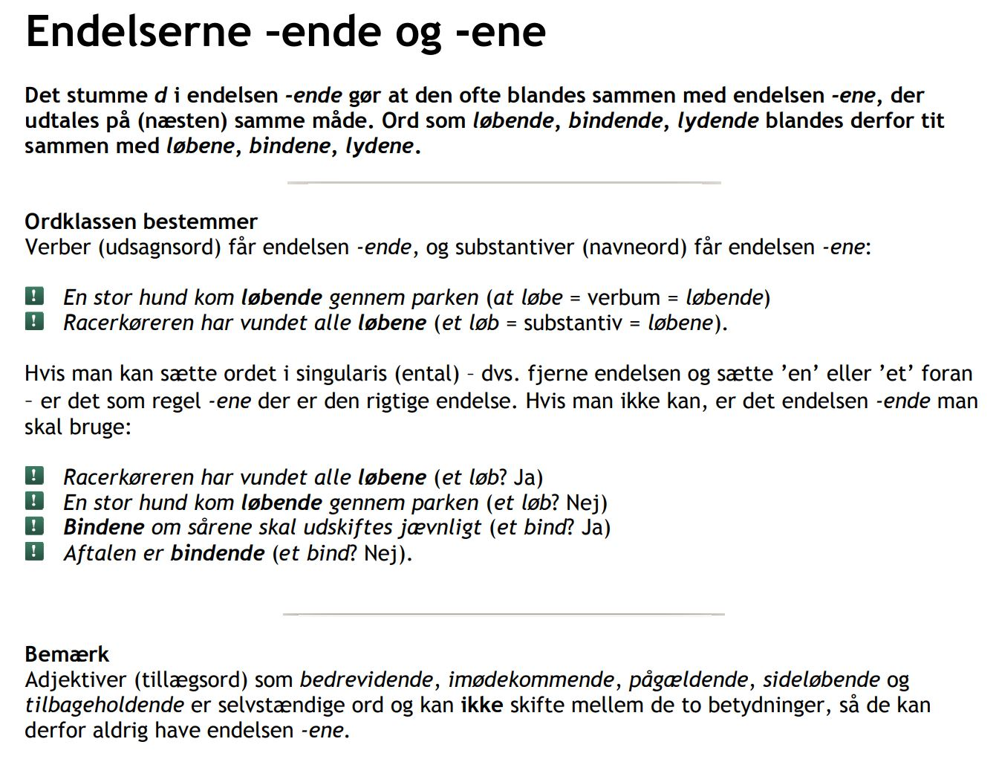 Endelserne –ende og -ene
Det stumme d i endelsen -ende gør at den ofte blandes sammen med endelsen -ene, der
udtales på (næsten) samme måde. Ord som løbende, bindende, lydende blandes derfor tit
sammen med løbene, bindene, lydene.
Ordklassen bestemmer
Verber (udsagnsord) får endelsen -ende, og substantiver (navneord) får endelsen -ene:
! En stor hund kom løbende gennem parken (at løbe = verbum = løbende)
! Racerkøreren har vundet alle løbene (et løb = substantiv = løbene).
Hvis man kan sætte ordet i singularis (ental) – dvs. fjerne endelsen og sætte ’en’ eller ’et’ foran
– er det som regel -ene der er den rigtige endelse. Hvis man ikke kan, er det endelsen -ende man
skal bruge:
! Racerkøreren har vundet alle løbene (et løb? Ja)
! En stor hund kom løbende gennem parken (et løb? Nej)
! Bindene om sårene skal udskiftes jævnligt (et bind? Ja)
! Aftalen er bindende (et bind? Nej).
Bemærk
Adjektiver (tillægsord) som bedrevidende, imødekommende, pågældende, sideløbende og
tilbageholdende er selvstændige ord og kan ikke skifte mellem de to betydninger, så de kan
derfor aldrig have endelsen -ene.